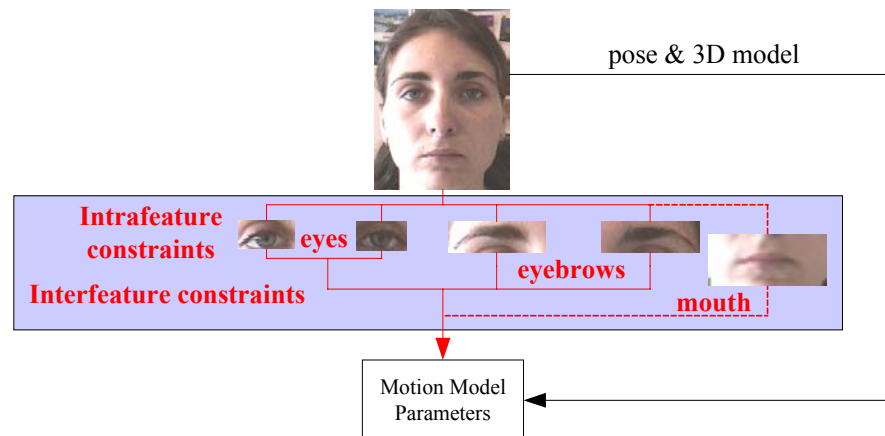 pose & 3D model
Intrafeature
constraints
eyes
eyebrows
Interfeature constraints
mouth
Motion Model
Parameters